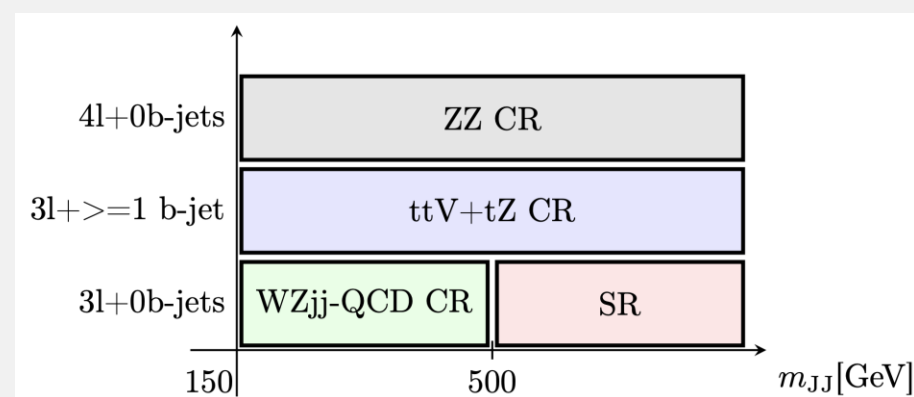 4l+0b-jets ZZ CR
3l+>=1 b-jet ttV+tZ CR
3l+0b-jets WZjj-QCD CR SR
150 500 m_JJ[GeV]